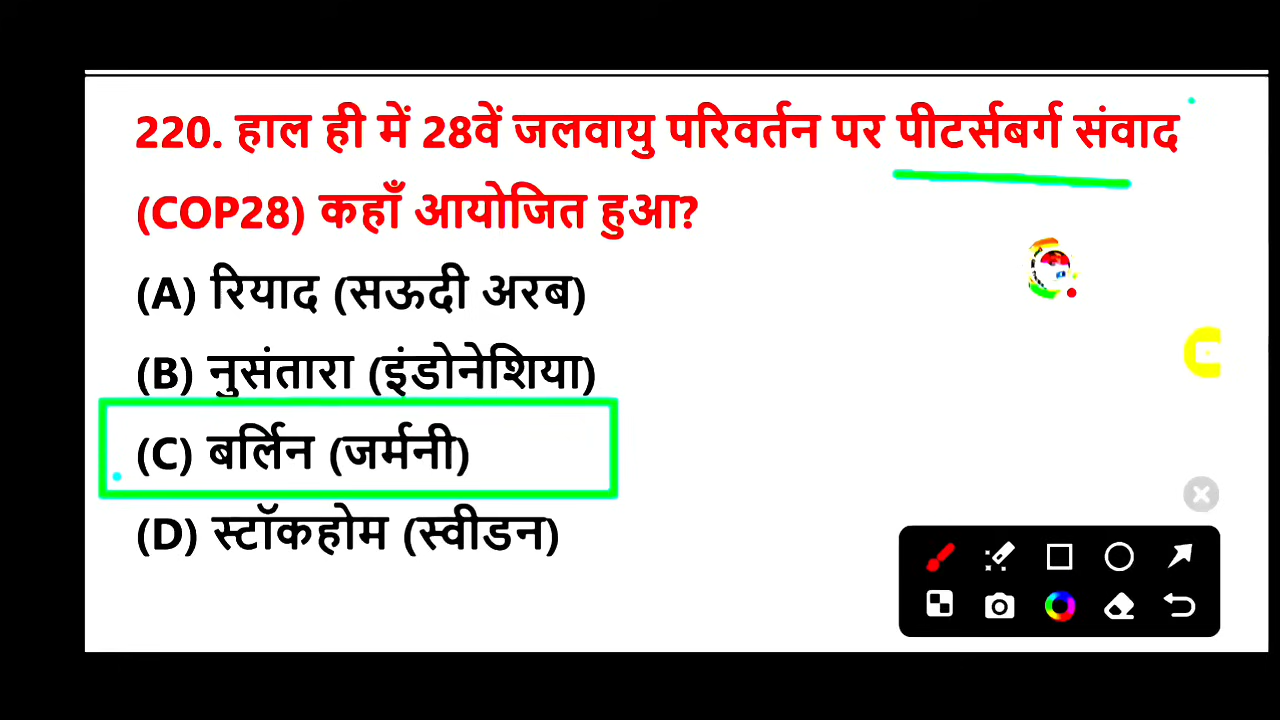 220. हाल ही में 28वें जलवायु परिवर्तन पर पीटर्सबर्ग संवाद
(COP28) कहाँ आयोजित हुआ?
(A) रियाद (सऊदी अरब)
(B) नुसंतारा (इंडोनेशिया)
(C) बर्लिन (जर्मनी)
(D) स्टॉकहोम (स्वीडन)